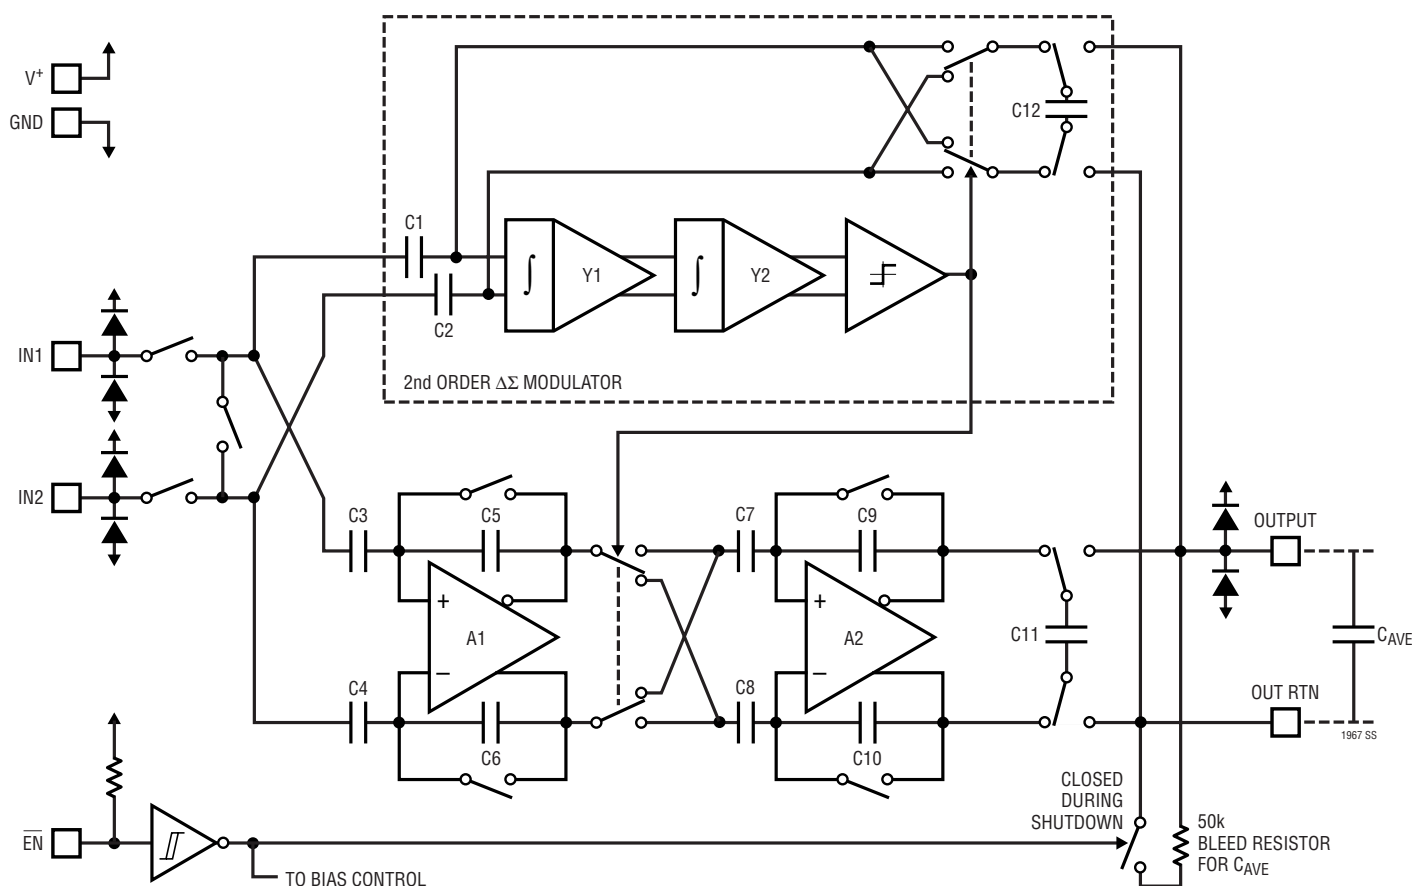 V+
GND
C12
C1
Y1
Y2
C2
IN1
2nd ORDER ΔΣ MODULATOR
IN2
C3
C5
C7
C9
OUTPUT
+
A1
+
A2
C11
CAVE
–
–
C4
C8
OUT RTN
1967 SS
C6
C10
CLOSED
DURING
SHUTDOWN
50k
BLEED RESISTOR
FOR CAVE
EN
TO BIAS CONTROL